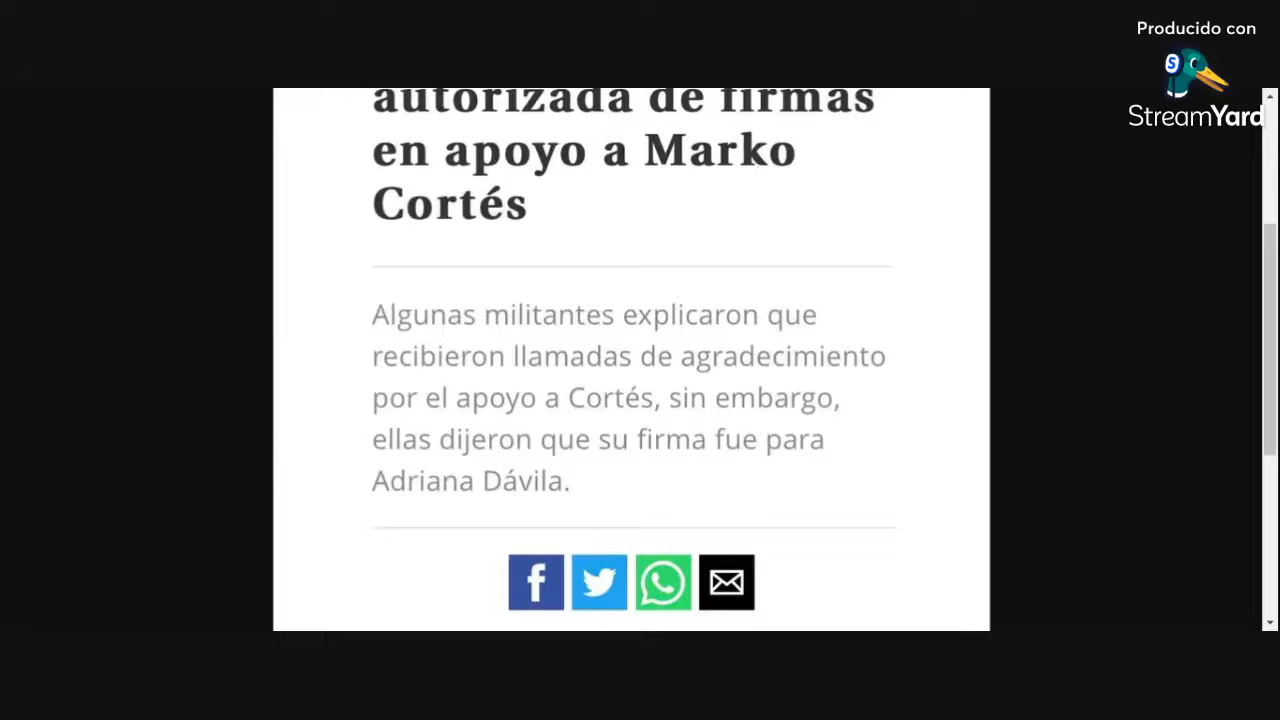 Producido con
StreamYard
autorizada de firmas
en apoyo a Marko
Cortés
Algunas militantes explicaron que
recibieron llamadas de agradecimiento
por el apoyo a Cortés, sin embargo,
ellas dijeron que su firma fue para
Adriana Dávila.